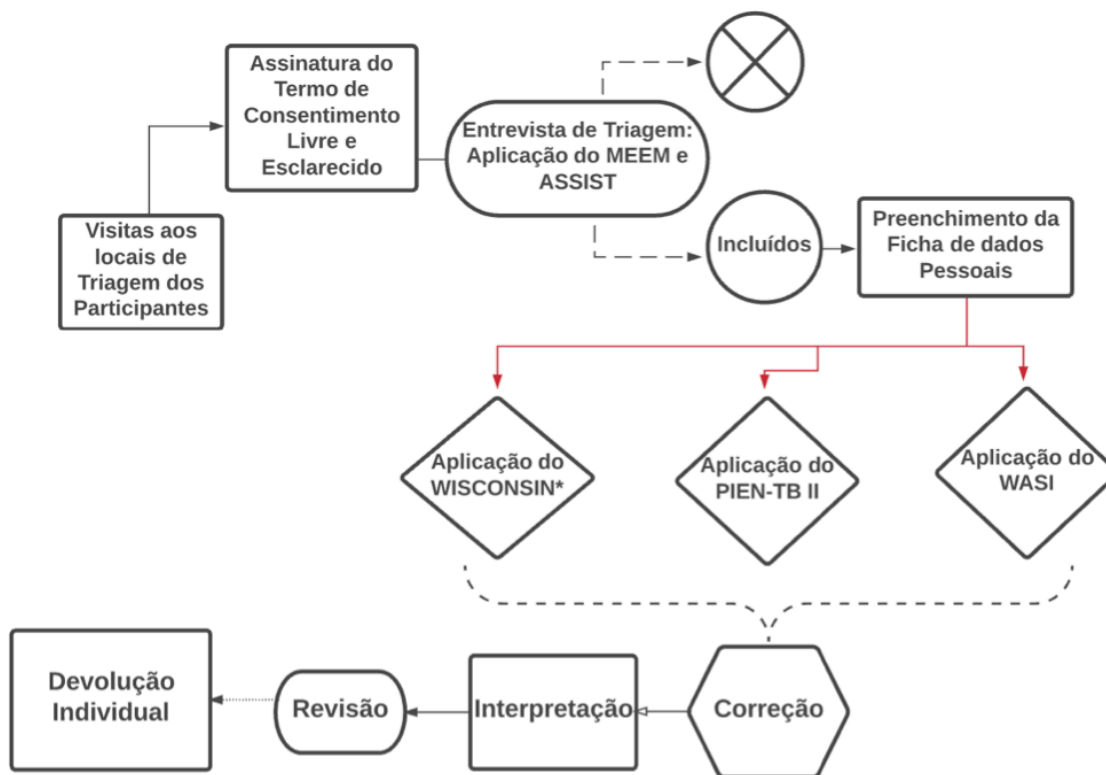 Visitas aos
locais de
Triagem dos
Participantes
Assinatura do
Termo de
Consentimento
Livre e
Esclarecido
Entrevista de Triagem:
Aplicação do MEEM e
ASSIST
Incluídos
Preenchimento da
Ficha de dados
Pessoais
Aplicação do
WISCONSIN*
Aplicação do
PIEN-TB II
Aplicação do
WASI
Correção
Interpretação
Revisão
Devolução
Individual